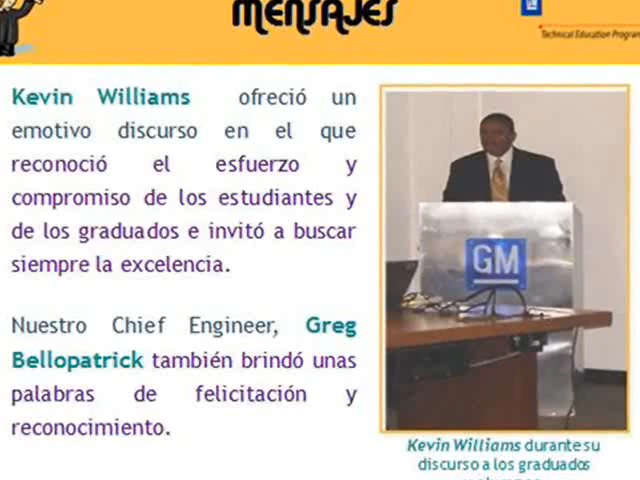 MENSAJES
Technical Education Program
Kevin Williams ofreció un
emotivo discurso en el que
reconoció el esfuerzo y
compromiso de los estudiantes y
de los graduados e invitó a buscar
siempre la excelencia.
Nuestro Chief Engineer, Greg
Bellopatrick también brindó unas
palabras de felicitación y
reconocimiento.
GM
Kevin Williams durante su
discurso a los graduados